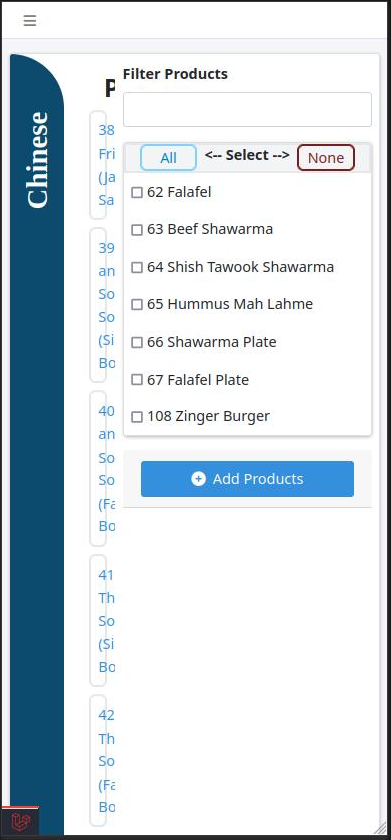 Chinese
P
38
Fri
(Ja
Sa
39
an
So
So
(Si
Bo
40
an
So
So
(Fa
Bo
41
Th
So
(Si
Bo
42
Th
So
(Fa
Bo
Filter Products
All <-- Select --> None
62 Falafel
63 Beef Shawarma
64 Shish Tawook Shawarma
65 Hummus Mah Lahme
66 Shawarma Plate
67 Falafel Plate
108 Zinger Burger
Add Products